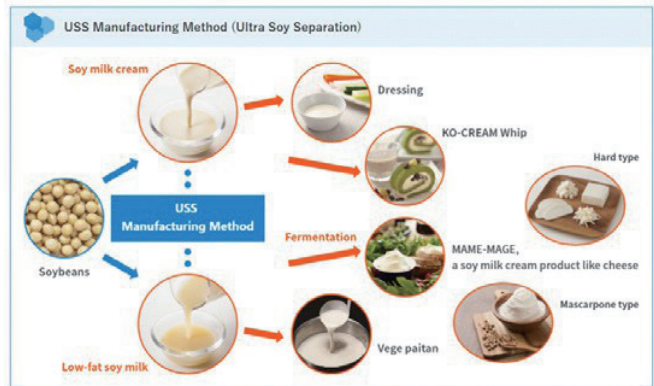 USS Manufacturing Method (Ultra Soy Separation)
Soy milk cream
Dressing
KO-CREAM Whip
Hard type
USS
Manufacturing Method
Soybeans
Fermentation
MAME-MAGE,
a soy milk cream product like cheese
Mascarpone type
Vege paitan
Low-fat soy milk